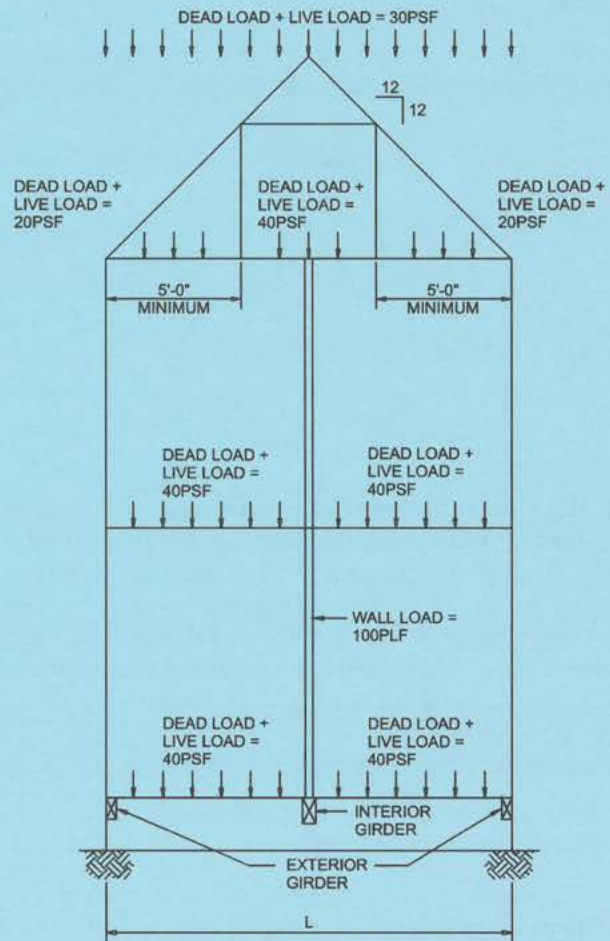 DEAD LOAD + LIVE LOAD = 30PSF
12
12
DEAD LOAD +
LIVE LOAD =
20PSF
DEAD LOAD +
LIVE LOAD =
40PSF
DEAD LOAD +
LIVE LOAD =
20PSF
5'-0"
MINIMUM
5'-0"
MINIMUM
DEAD LOAD +
LIVE LOAD =
40PSF
DEAD LOAD +
LIVE LOAD =
40PSF
WALL LOAD =
100PLF
DEAD LOAD +
LIVE LOAD =
40PSF
DEAD LOAD +
LIVE LOAD =
40PSF
INTERIOR
GIRDER
EXTERIOR
GIRDER
L